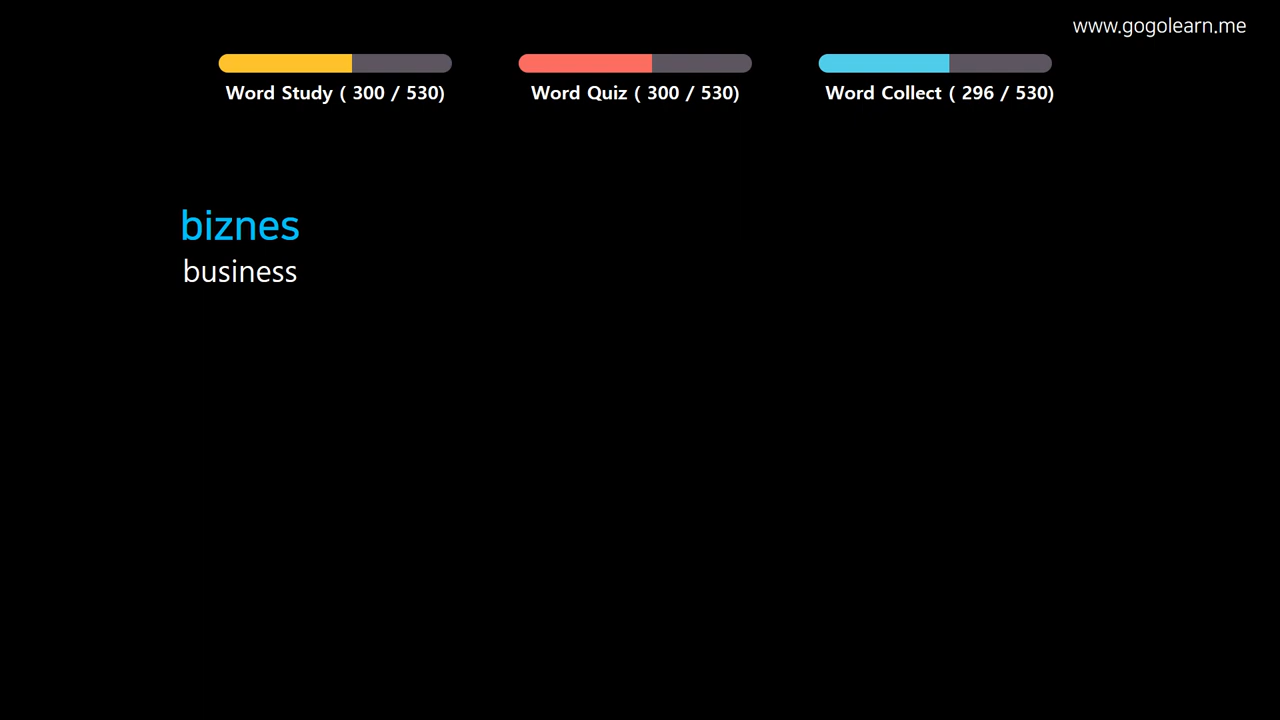 www.gogolearn.me
Word Study ( 300 / 530)
Word Quiz ( 300 / 530)
Word Collect ( 296 / 530)
biznes
business